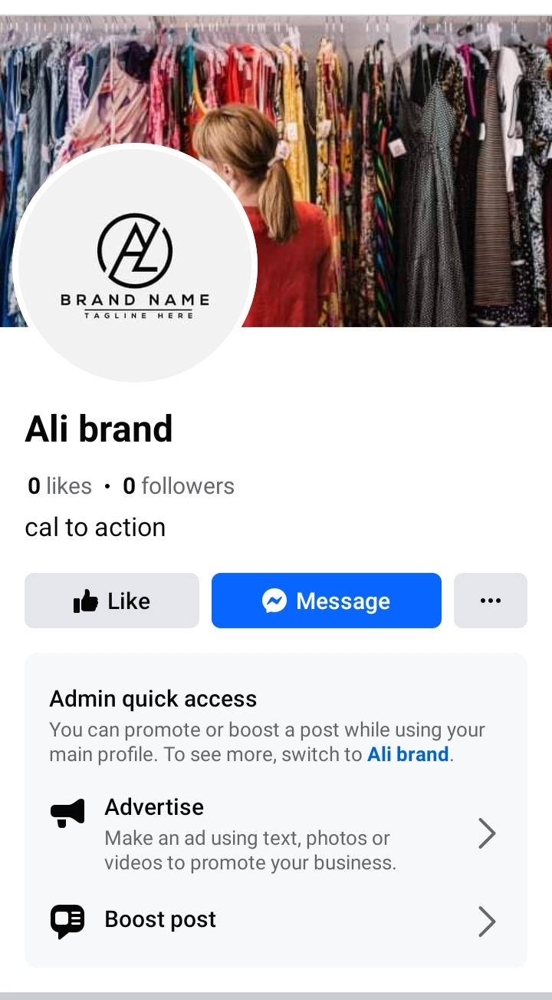 BRAND NAME
TAGLINE HERE
Ali brand
0 likes • 0 followers
cal to action
Like
Message
Admin quick access
You can promote or boost a post while using your
main profile. To see more, switch to Ali brand.
Advertise
Make an ad using text, photos or
videos to promote your business.
Boost post